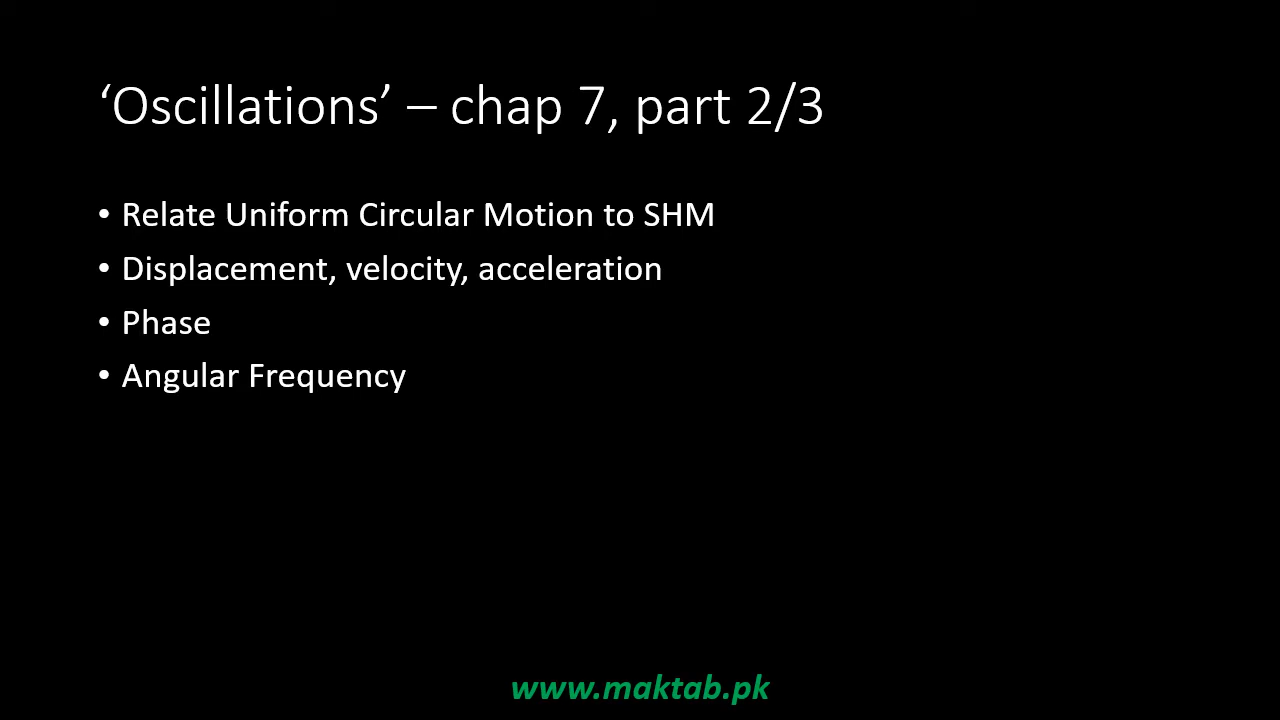 ‘Oscillations’ – chap 7, part 2/3
• Relate Uniform Circular Motion to SHM
• Displacement, velocity, acceleration
• Phase
• Angular Frequency
www.maktab.pk